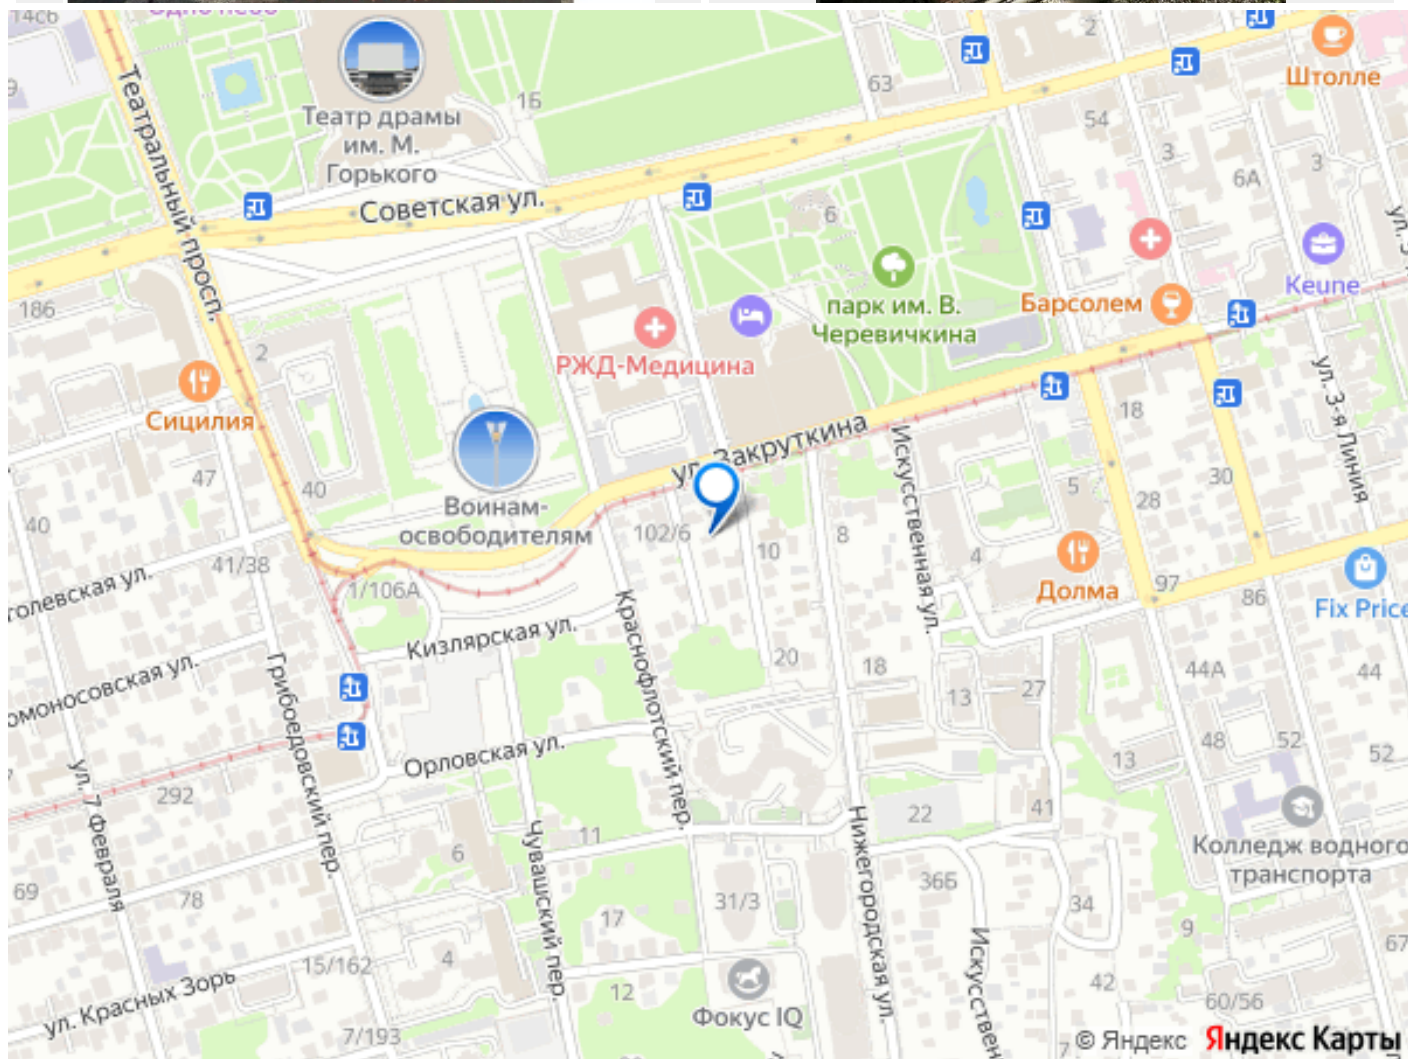 14с6
Одно небо
2
Штолле
63
16
Театр драмы
им. М.
Горького
54
3
3
6А
Театральный просп.
Советская ул.
6
Keune
186
парк им. В.
Черевичкина
Барсолем
2
РЖД-Медицина
Сицилия
ул. 3-я Линия
18
ул. Закруткина
Искусственная ул.
47
40
30
5
28
Воинам-
освободителям
40
102/6
10
8
4
41/38
1/106А
Долма
97
86
Fix Price
Кизлярская ул.
Краснофлотский пер.
20
18
44А
44
13
27
Грибоедовский пер.
Орловская ул.
48
52
52
13
292
ул. 7 Февраля
22
41
11
Чувашский пер.
Нижегородская ул.
Колледж водного
транспорта
6
69
78
36Б
31/3
34
17
9
67
15/162
4
12
42
ул. Красных Зорь
Фокус IQ
60/56
7/193
© Яндекс Яндекс Карты